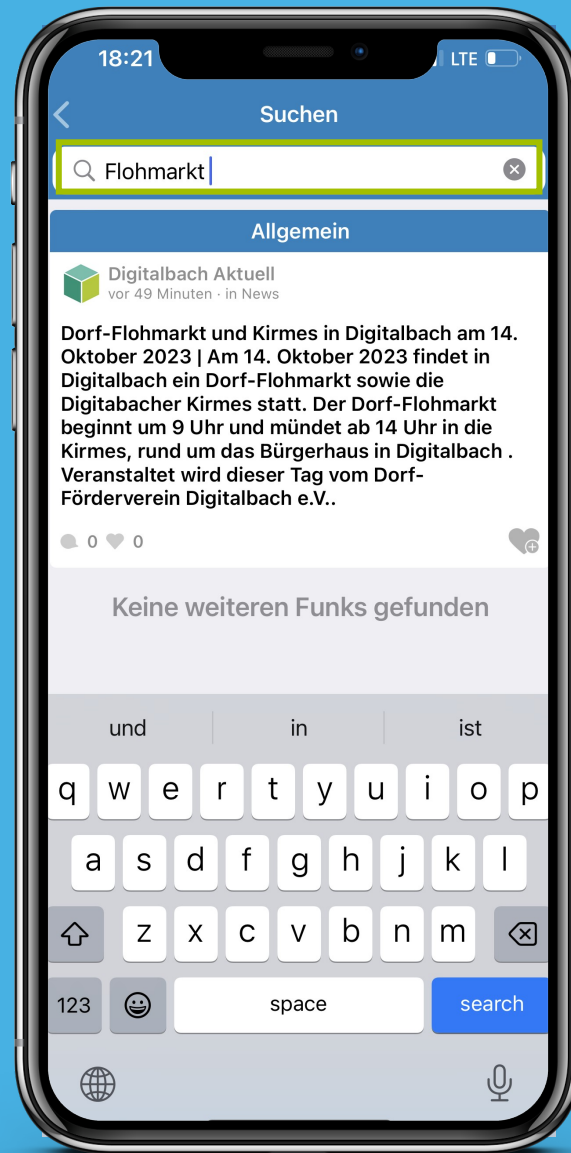 18:21
LTE
Suchen
Flohmarkt
Allgemein
Digitalbach Aktuell
vor 49 Minuten · in News
Dorf-Flohmarkt und Kirmes in Digitalbach am 14.
Oktober 2023 | Am 14. Oktober 2023 findet in
Digitalbach ein Dorf-Flohmarkt sowie die
Digitabacher Kirmes statt. Der Dorf-Flohmarkt
beginnt um 9 Uhr und mündet ab 14 Uhr in die
Kirmes, rund um das Bürgerhaus in Digitalbach .
Veranstaltet wird dieser Tag vom Dorf-
Förderverein Digitalbach e.V..
0 0
Keine weiteren Funks gefunden
und in ist
q w e r t y u i o p
a s d f g h j k l
z x c v b n m
123 space search